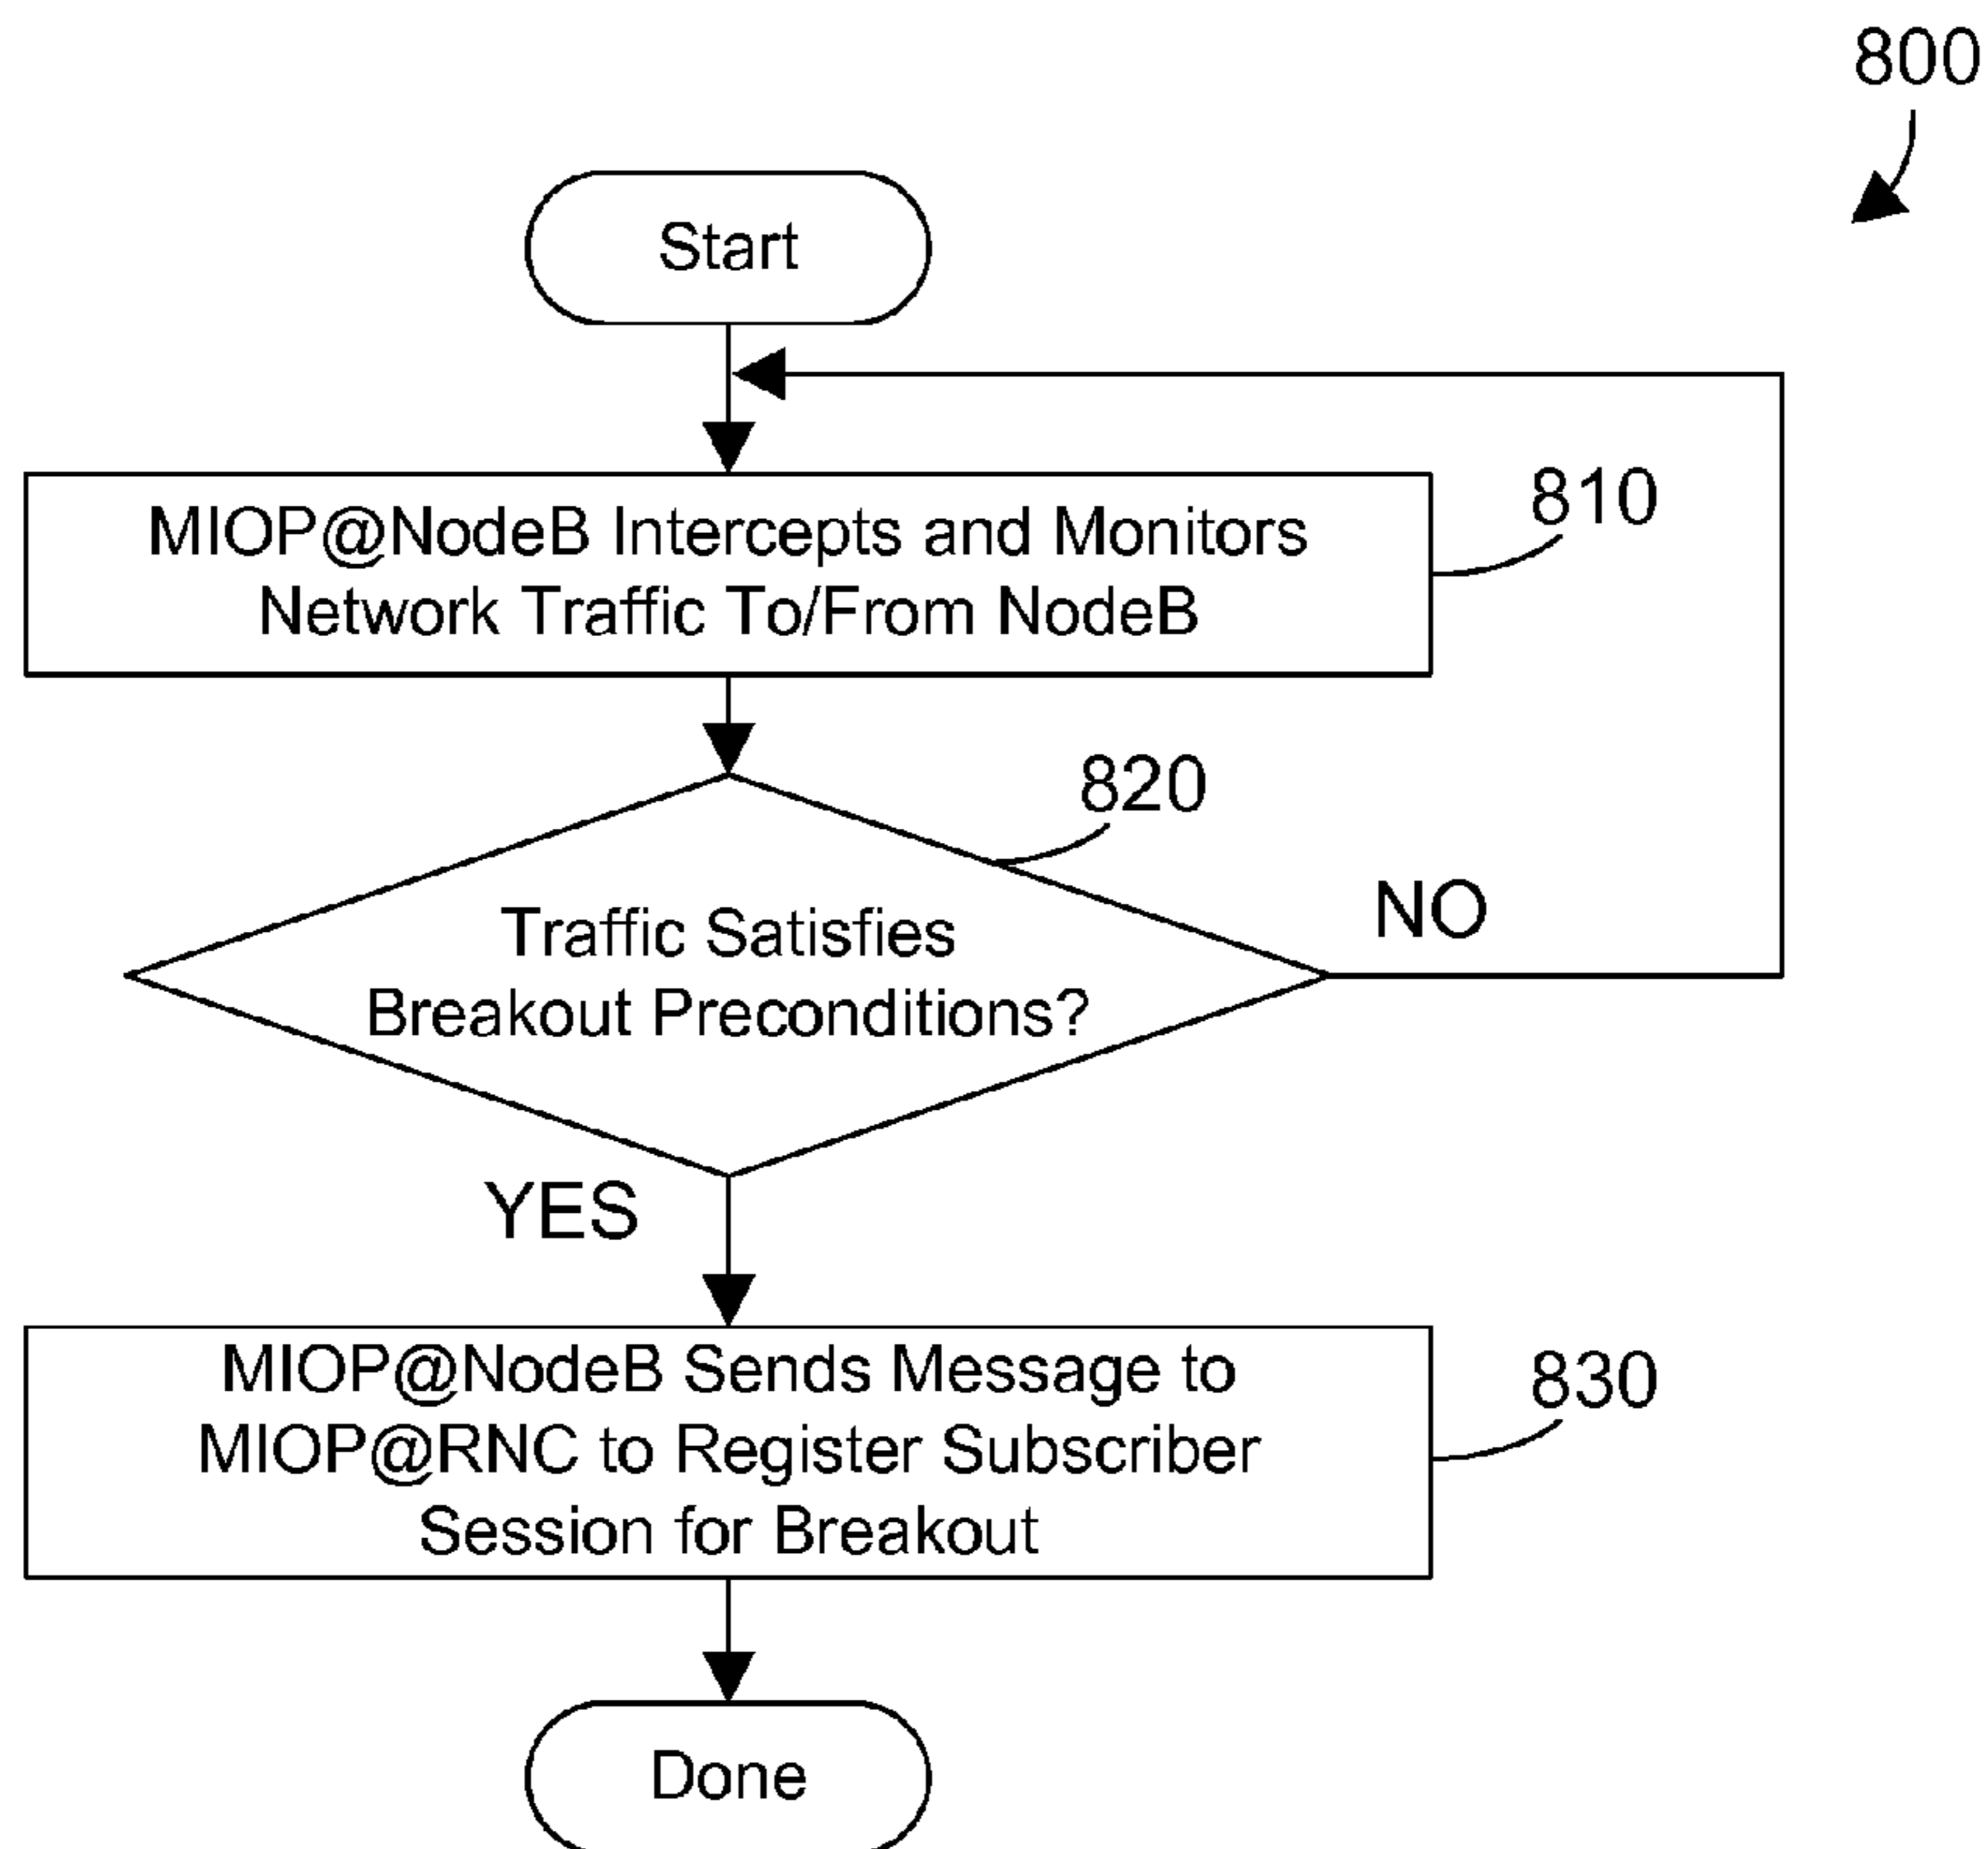 800
Start
MIOP@NodeB Intercepts and Monitors
Network Traffic To/From NodeB
810
820
Traffic Satisfies
Breakout Preconditions?
NO
YES
MIOP@NodeB Sends Message to
MIOP@RNC to Register Subscriber
Session for Breakout
830
Done